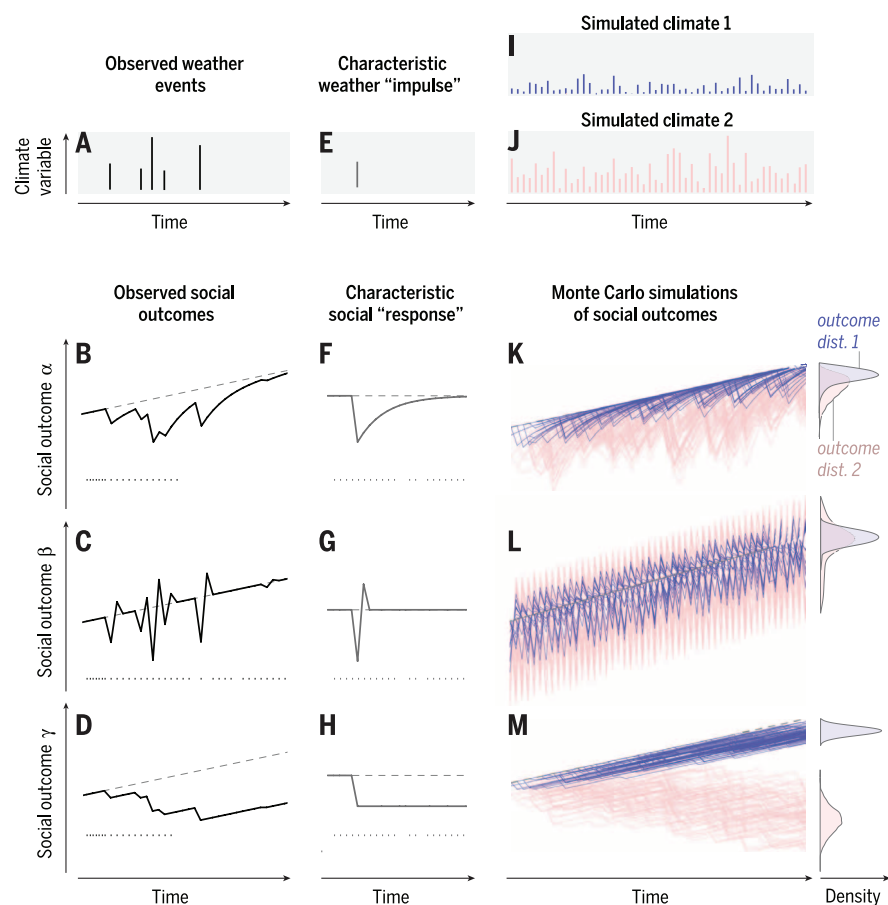 Observed weather
events
Characteristic
weather “impulse”
Simulated climate 1
I
Simulated climate 2
J
Climate
variable
A
E
Time
Time
Time
Observed social
outcomes
Characteristic
social “response”
Monte Carlo simulations
of social outcomes
outcome
dist. 1
outcome
dist. 2
Social outcome α
B
F
K
Social outcome β
C
G
L
Social outcome γ
D
H
M
Time
Time
Time
Density